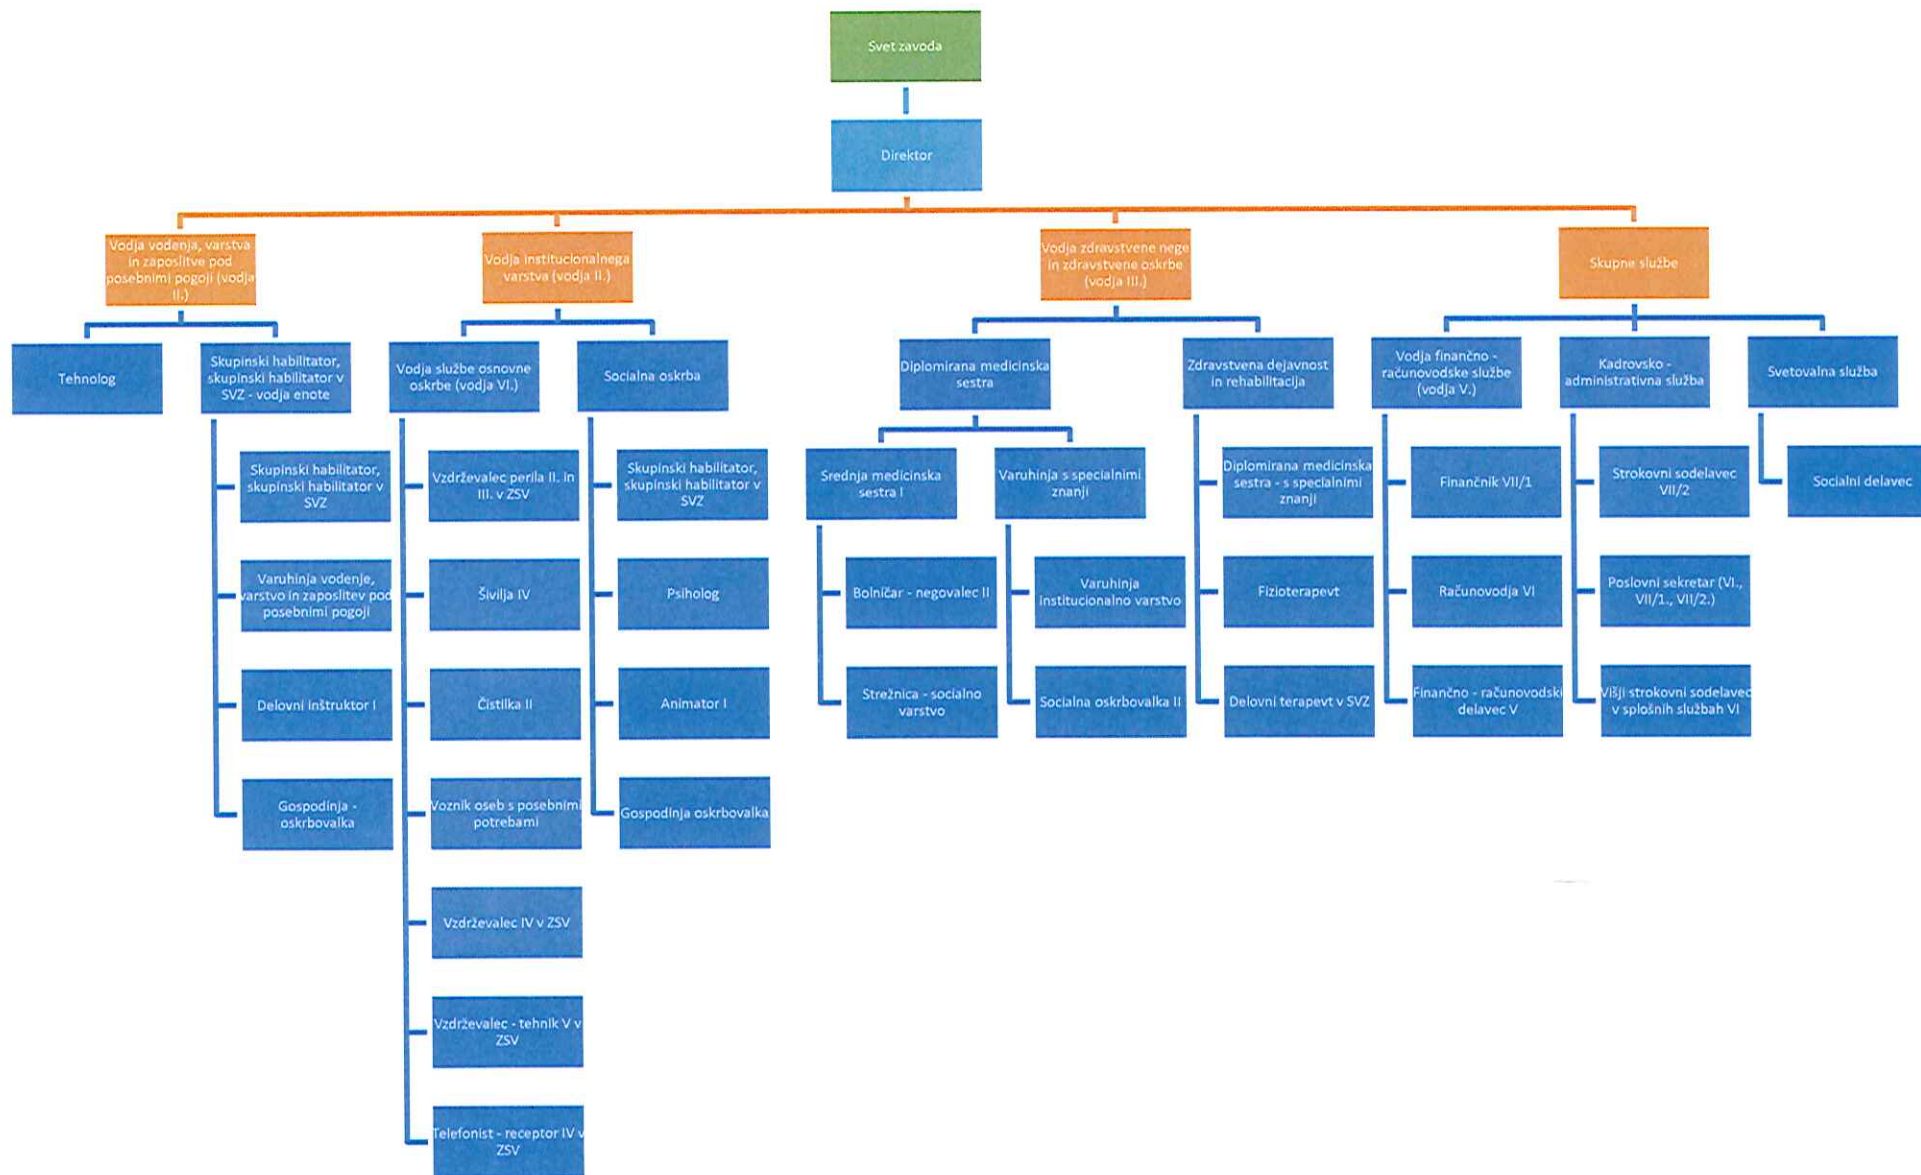 Svet zavoda
Direktor
Vodja vodenja, varstva
in zaposlitve pod
posebnimi pogoji (vodja
II.)
Vodja institucionalnega
varstva (vodja II.)
Vodja zdravstvene nege
in zdravstvene oskrbe
(vodja III.)
Skupne službe
Tehnolog
Skupinski habilitator,
skupinski habilitator v
SVZ - vodja enote
Vodja službe osnovne
oskrbe (vodja VI.)
Socialna oskrba
Diplomirana medicinska
sestra
Zdravstvena dejavnost
in rehabilitacija
Vodja finančno -
računovodske službe
(vodja V.)
Kadrovsko -
administrativna služba
Svetovalna služba
Skupinski habilitator,
skupinski habilitator v
SVZ
Vzdrževalec perila II. in
III. v ZSV
Skupinski habilitator,
skupinski habilitator v
SVZ
Srednja medicinska
sestra I
Varuhinja s specialnimi
znanji
Diplomirana medicinska
sestra - s specialnimi
znanji
Finančnik VII/1
Strokovni sodelavec
VII/2
Socialni delavec
Varuhinja vodenje,
varstvo in zaposlitev pod
posebnimi pogoji
Šivilja IV
Psiholog
Bolničar - negovalec II
Varuhinja
institucionalno varstvo
Fizioterapevt
Računovodja VI
Poslovni sekretar (VI.,
VII/1., VII/2.)
Delovni inštruktor I
Čistilka II
Animator I
Strežnica - socialno
varstvo
Socialna oskrbovalka II
Delovni terapevt v SVZ
Finančno - računovodski
delavec V
Višji strokovni sodelavec
v splošnih službah VI
Gospodinja -
oskrbovalka
Voznik oseb s posebnimi
potrebami
Gospodinja oskrbovalka
Vzdrževalec IV v ZSV
Vzdrževalec - tehnik V v
ZSV
Telefonist - receptor IV v
ZSV